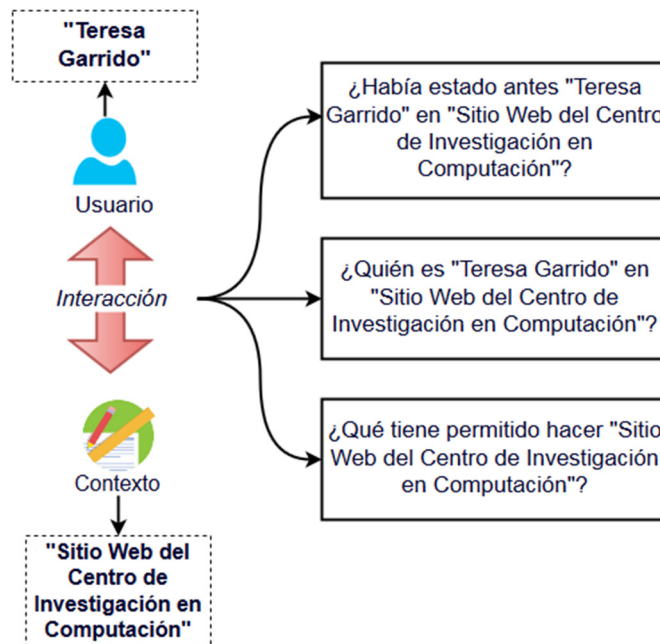 "Teresa
Garrido"
Usuario
Interacción
Contexto
"Sitio Web del
Centro de
Investigación en
Computación"
¿Había estado antes "Teresa
Garrido" en "Sitio Web del Centro
de Investigación en
Computación"?
¿Quién es "Teresa Garrido" en
"Sitio Web del Centro de
Investigación en Computación"?
¿Qué tiene permitido hacer "Sitio
Web del Centro de Investigación
en Computación"?